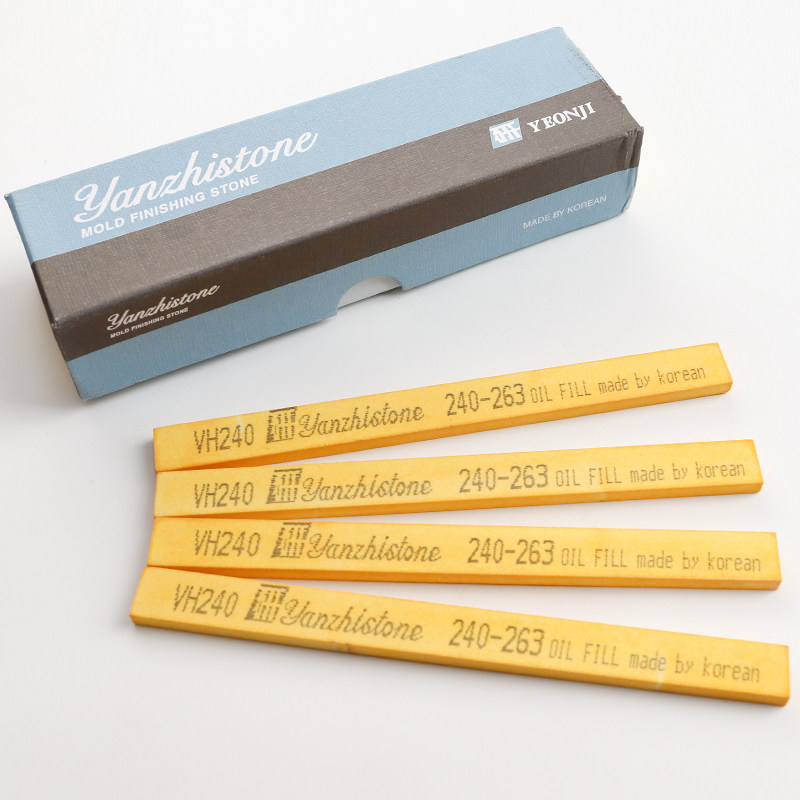 Yanzhistone
MOLD FINISHING STONE
YEONJI
Yanzhistone
MOLD FINISHING STONE
MADE BY KOREAN
VH240 Yanzhistone 240-263 OIL FILL made by korean
VH240 Yanzhistone 240-263 OIL FILL made by korean
VH240 Yanzhistone 240-263 OIL FILL made by korean
VH240 Yanzhistone 240-263 OIL FILL made by korean